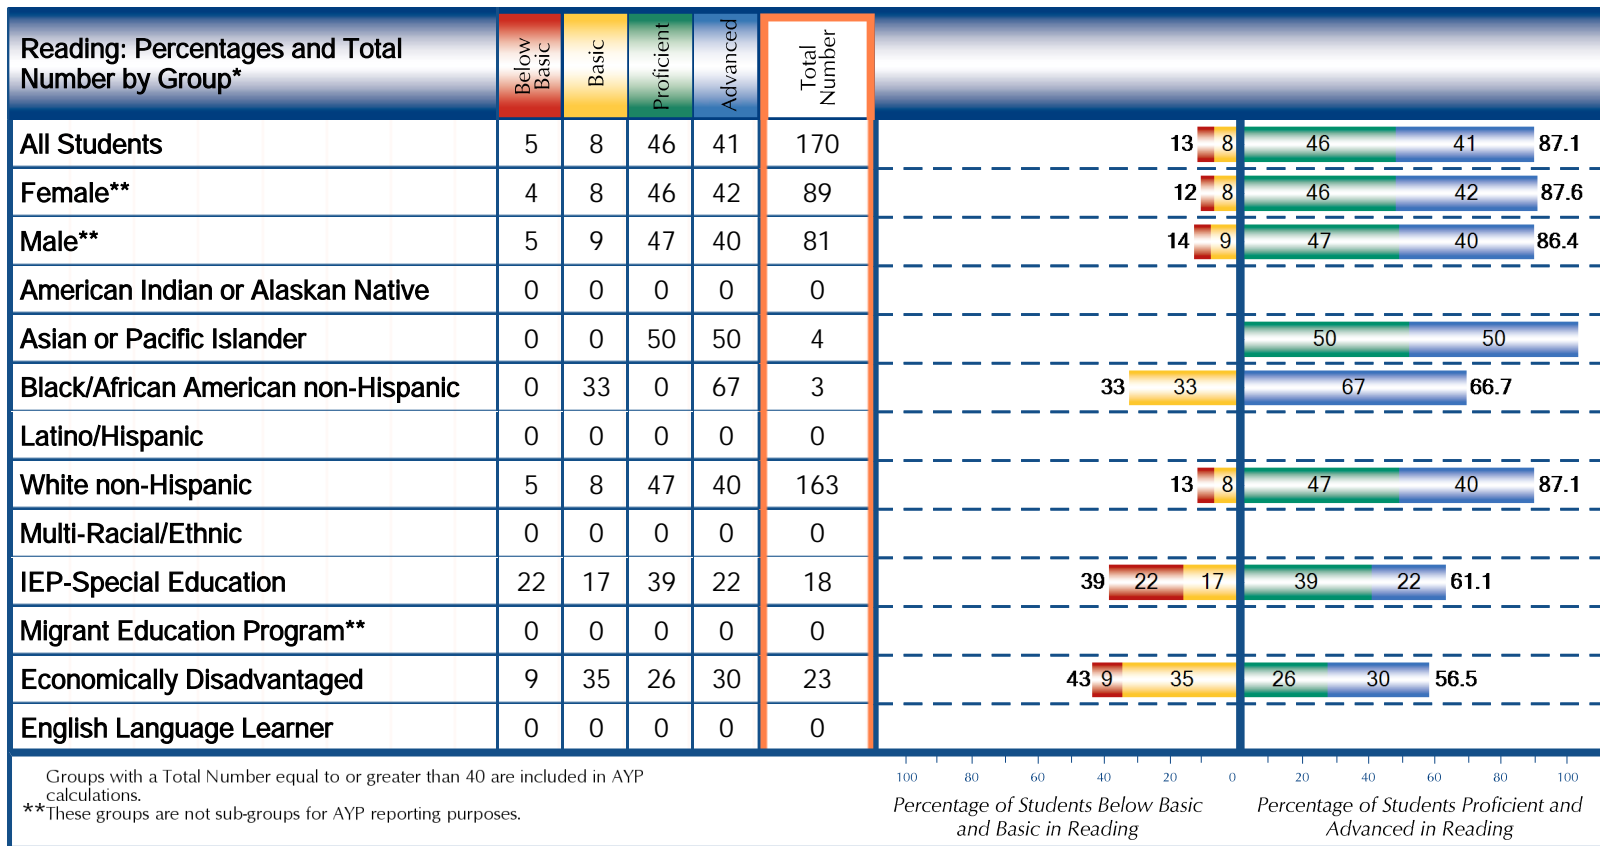 Reading: Percentages and Total
Number by Group*
Below
Basic
Basic
Proficient
Advanced
Total
Number
All Students 5 8 46 41 170 13 8 46 41 87.1
Female** 4 8 46 42 89 12 8 46 42 87.6
Male** 5 9 47 40 81 14 9 47 40 86.4
American Indian or Alaskan Native 0 0 0 0 0
Asian or Pacific Islander 0 0 50 50 4 50 50
Black/African American non-Hispanic 0 33 0 67 3 33 33 67 66.7
Latino/Hispanic 0 0 0 0 0
White non-Hispanic 5 8 47 40 163 13 8 47 40 87.1
Multi-Racial/Ethnic 0 0 0 0 0
IEP-Special Education 22 17 39 22 18 39 22 17 39 22 61.1
Migrant Education Program** 0 0 0 0 0
Economically Disadvantaged 9 35 26 30 23 43 9 35 26 30 56.5
English Language Learner 0 0 0 0 0
Groups with a Total Number equal to or greater than 40 are included in AYP
calculations.
**These groups are not sub-groups for AYP reporting purposes.
100 80 60 40 20 0 20 40 60 80 100
Percentage of Students Below Basic
and Basic in Reading
Percentage of Students Proficient and
Advanced in Reading